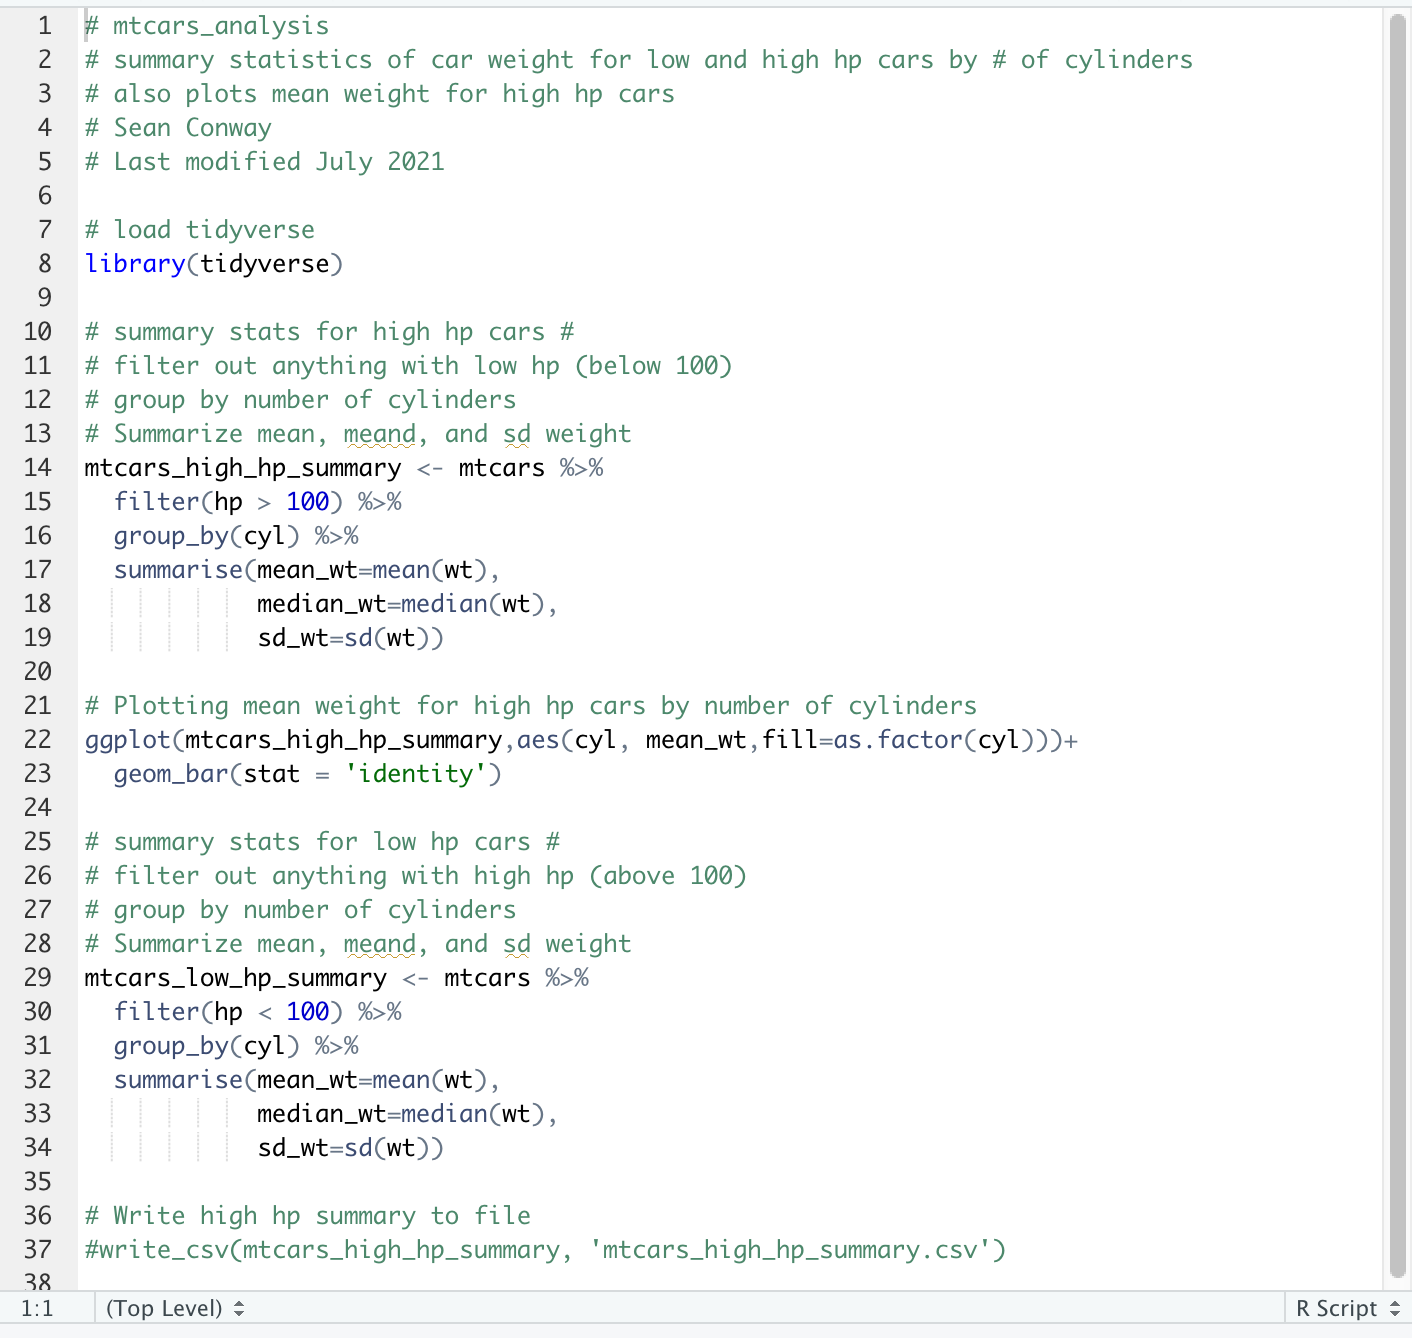 1 # mtcars_analysis
2 # summary statistics of car weight for low and high hp cars by # of cylinders
3 # also plots mean weight for high hp cars
4 # Sean Conway
5 # Last modified July 2021
6
7 # load tidyverse
8 library(tidyverse)
9
10 # summary stats for high hp cars #
11 # filter out anything with low hp (below 100)
12 # group by number of cylinders
13 # Summarize mean, meand, and sd weight
14 mtcars_high_hp_summary <- mtcars %>%
15   filter(hp > 100) %>%
16   group_by(cyl) %>%
17   summarise(mean_wt=mean(wt),
18             median_wt=median(wt),
19             sd_wt=sd(wt))
20
21 # Plotting mean weight for high hp cars by number of cylinders
22 ggplot(mtcars_high_hp_summary,aes(cyl, mean_wt,fill=as.factor(cyl)))+
23   geom_bar(stat = 'identity')
24
25 # summary stats for low hp cars #
26 # filter out anything with high hp (above 100)
27 # group by number of cylinders
28 # Summarize mean, meand, and sd weight
29 mtcars_low_hp_summary <- mtcars %>%
30   filter(hp < 100) %>%
31   group_by(cyl) %>%
32   summarise(mean_wt=mean(wt),
33             median_wt=median(wt),
34             sd_wt=sd(wt))
35
36 # Write high hp summary to file
37 #write_csv(mtcars_high_hp_summary, 'mtcars_high_hp_summary.csv')
38
1:1 (Top Level) R Script